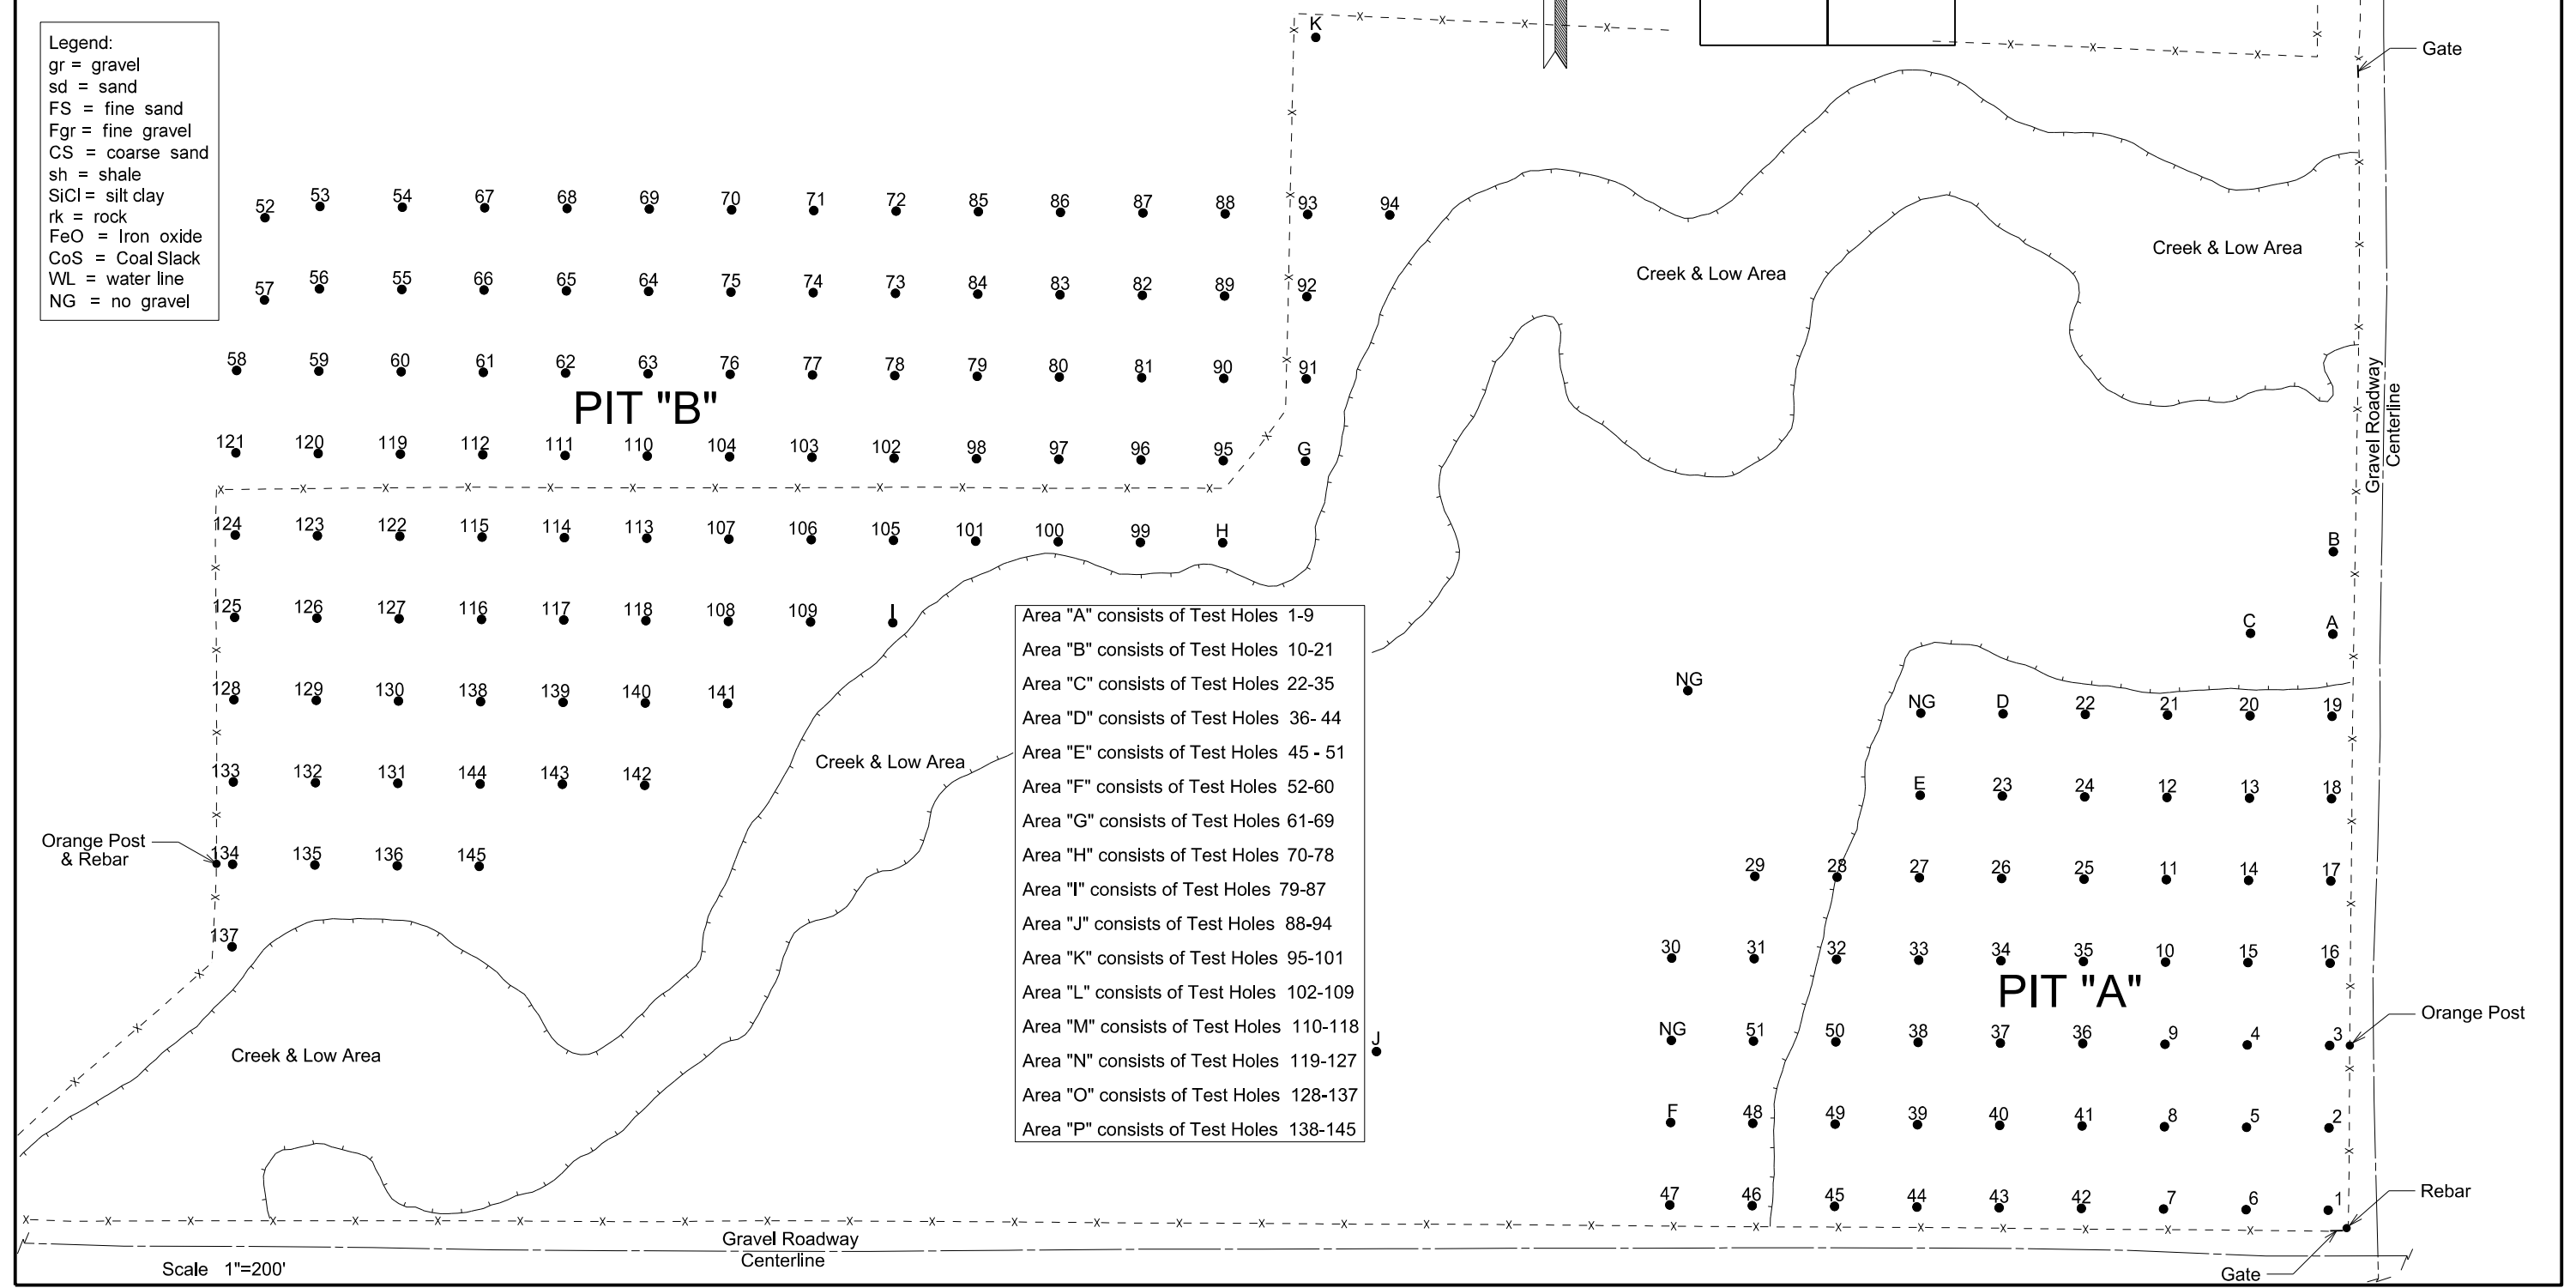 K
Legend:
gr = gravel
sd = sand
FS = fine sand
Fgr = fine gravel
CS = coarse sand
sh = shale
SiCl = silt clay
rk = rock
FeO = Iron oxide
CoS = Coal Slack
WL = water line
NG = no gravel
Gate
52 53 54 67 68 69 70 71 72 85 86 87 88 93 94
Creek & Low Area
Creek & Low Area
57 56 55 66 65 64 75 74 73 84 83 82 89 92
58 59 60 61 62 63 76 77 78 79 80 81 90 91
PIT "B"
Gravel Roadway
Centerline
121 120 119 112 111 110 104 103 102 98 97 96 95 G
124 123 122 115 114 113 107 106 105 101 100 99 H
B
125 126 127 116 117 118 108 109 I
C A
128 129 130 138 139 140 141
NG
NG D 22 21 20 19
Creek & Low Area
133 132 131 144 143 142
E 23 24 12 13 18
Orange Post
& Rebar
134 135 136 145
29 28 27 26 25 11 14 17
137
30 31 32 33 34 35 10 15 16
PIT "A"
Orange Post
Area "A" consists of Test Holes 1-9
Area "B" consists of Test Holes 10-21
Area "C" consists of Test Holes 22-35
Area "D" consists of Test Holes 36- 44
Area "E" consists of Test Holes 45 - 51
Area "F" consists of Test Holes 52-60
Area "G" consists of Test Holes 61-69
Area "H" consists of Test Holes 70-78
Area "I" consists of Test Holes 79-87
Area "J" consists of Test Holes 88-94
Area "K" consists of Test Holes 95-101
Area "L" consists of Test Holes 102-109
Area "M" consists of Test Holes 110-118
Area "N" consists of Test Holes 119-127
Area "O" consists of Test Holes 128-137
Area "P" consists of Test Holes 138-145
J
NG 51 50 38 37 36 9 4 3
Creek & Low Area
F 48 49 39 40 41 8 5 2
47 46 45 44 43 42 7 6 1
Rebar
Gravel Roadway
Centerline
Scale 1"=200'
Gate